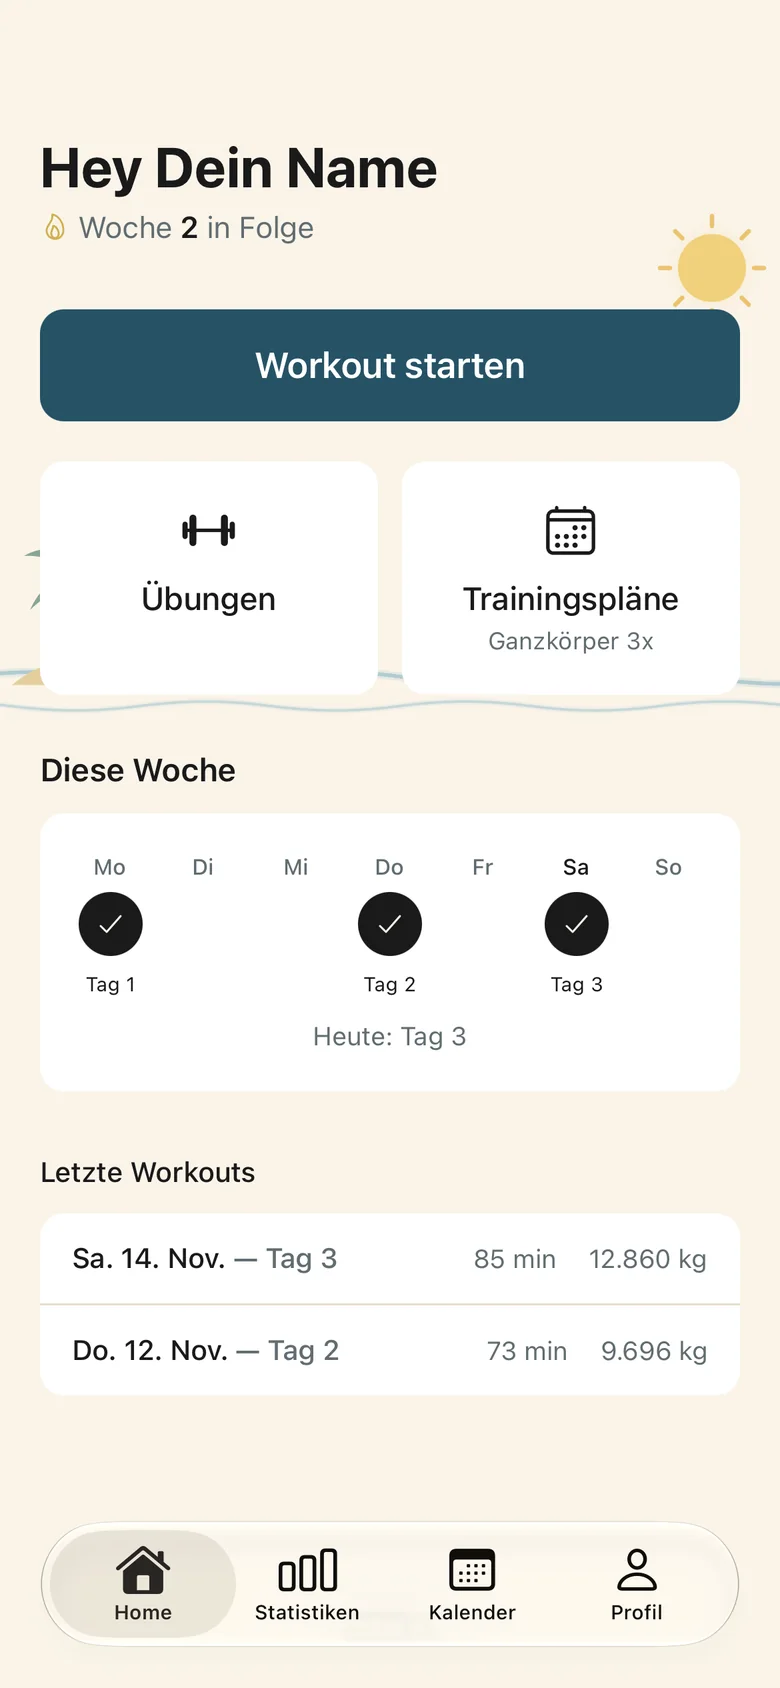 Hey Dein Name
Woche 2 in Folge
Workout starten
Übungen
Trainingspläne
Ganzkörper 3x
Diese Woche
Mo Di Mi Do Fr Sa So
Tag 1 Tag 2 Tag 3
Heute: Tag 3
Letzte Workouts
Sa. 14. Nov. — Tag 3 85 min 12.860 kg
Do. 12. Nov. — Tag 2 73 min 9.696 kg
Home Statistiken Kalender Profil